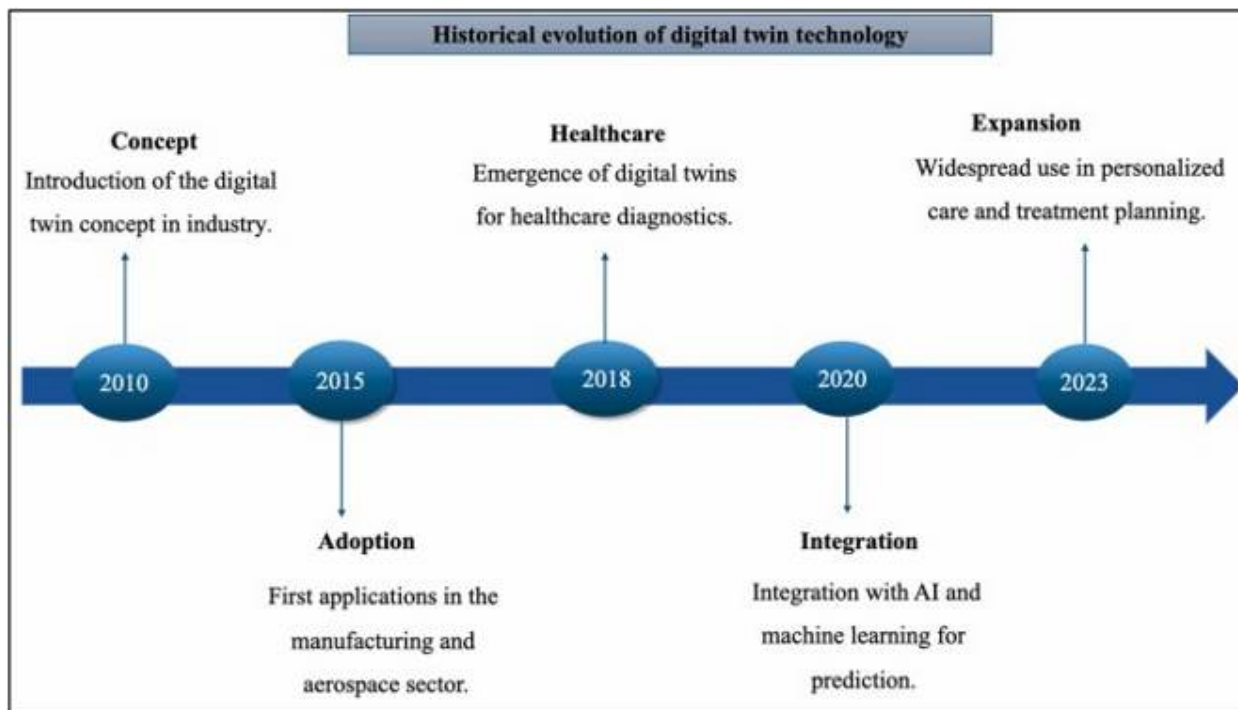 Historical evolution of digital twin technology
Concept
Introduction of the digital
twin concept in industry.
Healthcare
Emergence of digital twins
for healthcare diagnostics.
Expansion
Widespread use in personalized
care and treatment planning.
2010
2015
2018
2020
2023
Adoption
First applications in the
manufacturing and
aerospace sector.
Integration
Integration with AI and
machine learning for
prediction.